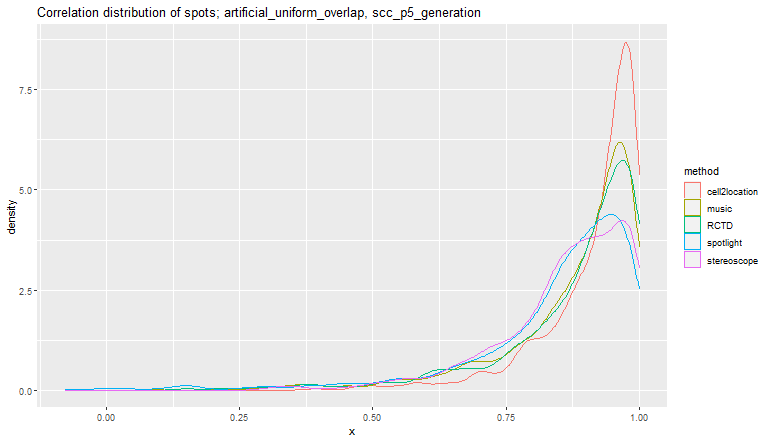 Correlation distribution of spots; artificial_uniform_overlap, scc_p5_generation
7.5
5.0
2.5
0.0
density
0.00
0.25
0.50
0.75
1.00
x
method
cell2location
music
RCTD
spotlight
stereoscope